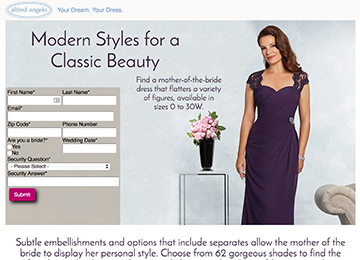 alfred angelo Your Dream. Your Dress.
Modern Styles for a
Classic Beauty
Find a mother-of-the-bride
dress that flatters a variety
of figures, available in
sizes 0 to 30W.
First Name* Last Name*
Email*
Zip Code* Phone Number
Are you a bride?* Wedding Date*
Yes
No
Security Question*
- Please Select -
Security Answer*
Submit
Subtle embellishments and options that include separates allow the mother of the
bride to display her personal style. Choose from 62 gorgeous shades to find the